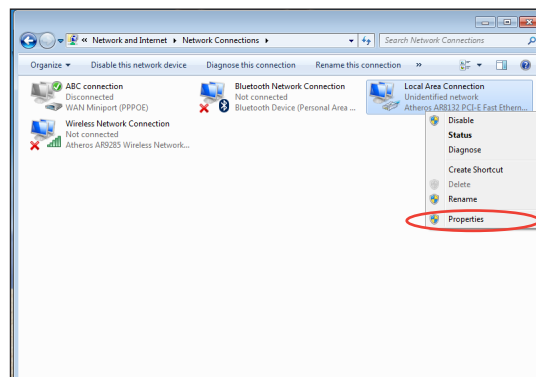 « Network and Internet ▸ Network Connections ▸
Search Network Connections
Organize ▾ Disable this network device Diagnose this connection Rename this connection »
ABC connection
Disconnected
WAN Miniport (PPPOE)
Bluetooth Network Connection
Not connected
Bluetooth Device (Personal Area ...
Local Area Connection
Unidentified network
Atheros AR8132 PCI-E Fast Ethern...
Wireless Network Connection
Not connected
Atheros AR9285 Wireless Network...
Disable
Status
Diagnose
Create Shortcut
Delete
Rename
Properties